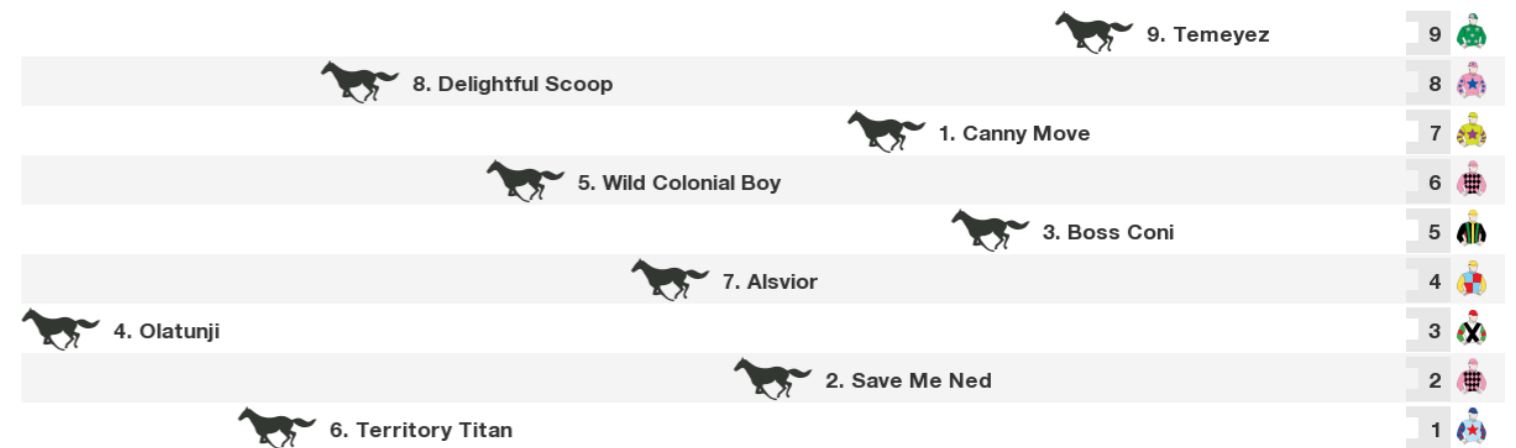 9. Temeyez 9
8. Delightful Scoop 8
1. Canny Move 7
5. Wild Colonial Boy 6
3. Boss Coni 5
7. Alsvior 4
4. Olatunji 3
2. Save Me Ned 2
6. Territory Titan 1